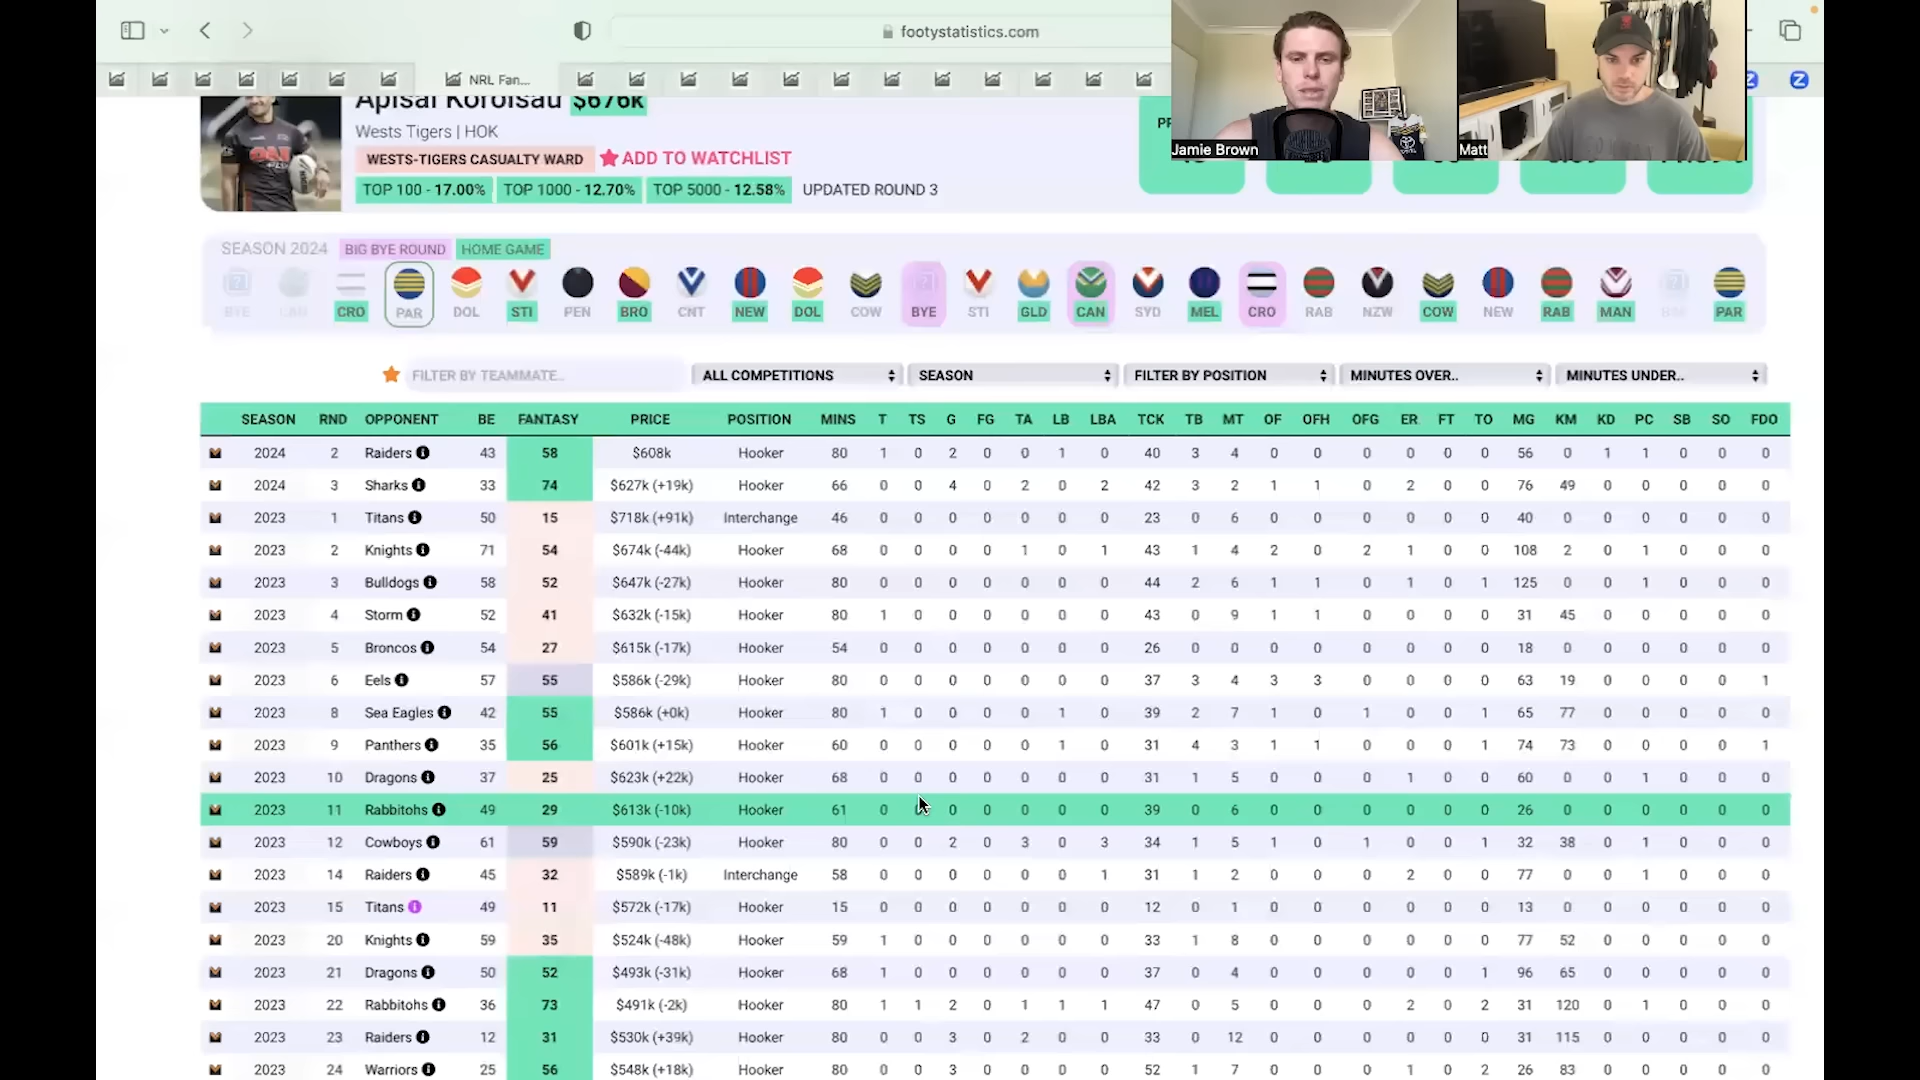 footystatistics.com
NRL Fan...
Jamie Brown
Matt
Apisai Koroisau $676k
Wests Tigers | HOK
WESTS-TIGERS CASUALTY WARD ADD TO WATCHLIST
TOP 100 - 17.00% TOP 1000 - 12.70% TOP 5000 - 12.58% UPDATED ROUND 3
SEASON 2024 BIG BYE ROUND HOME GAME
BYE CRO PAR DOL STI PEN BRO CNT NEW DOL COW BYE STI GLD CAN SYD MEL CRO RAB NZW COW NEW RAB MAN PAR
FILTER BY TEAMMATE.. ALL COMPETITIONS SEASON FILTER BY POSITION MINUTES OVER.. MINUTES UNDER..
SEASON RND OPPONENT BE FANTASY PRICE POSITION MINS T TS G FG TA LB LBA TCK TB MT OF OFH OFG ER FT TO MG KM KD PC SB SO FDO
2024 2 Raiders 43 58 $608k Hooker 80 1 0 2 0 0 1 0 40 3 4 0 0 0 0 0 0 56 0 1 1 0 0 0
2024 3 Sharks 33 74 $627k (+19k) Hooker 66 0 0 4 0 2 0 2 42 3 2 1 1 0 2 0 0 76 49 0 0 0 0 0
2023 1 Titans 50 15 $718k (+91k) Interchange 46 0 0 0 0 0 0 0 23 0 6 0 0 0 0 0 0 40 0 0 0 0 0 0
2023 2 Knights 71 54 $674k (-44k) Hooker 68 0 0 0 0 1 0 1 43 1 4 2 0 2 1 0 0 108 2 0 1 0 0 0
2023 3 Bulldogs 58 52 $647k (-27k) Hooker 80 0 0 0 0 0 0 0 44 2 6 1 1 0 1 0 1 125 0 0 1 0 0 0
2023 4 Storm 52 41 $632k (-15k) Hooker 80 1 0 0 0 0 0 0 43 0 9 1 1 0 0 0 0 31 45 0 0 0 0 0
2023 5 Broncos 54 27 $615k (-17k) Hooker 54 0 0 0 0 0 0 0 26 0 0 0 0 0 0 0 0 18 0 0 0 0 0 0
2023 6 Eels 57 55 $586k (-29k) Hooker 80 0 0 0 0 0 0 0 37 3 4 3 3 0 0 0 0 63 19 0 0 0 0 1
2023 8 Sea Eagles 42 55 $586k (+0k) Hooker 80 1 0 0 0 0 1 0 39 2 7 1 0 1 0 0 1 65 77 0 0 0 0 0
2023 9 Panthers 35 56 $601k (+15k) Hooker 60 0 0 0 0 0 1 0 31 4 3 1 1 0 0 0 1 74 73 0 0 0 0 1
2023 10 Dragons 37 25 $623k (+22k) Hooker 68 0 0 0 0 0 0 0 31 1 5 0 0 0 1 0 0 60 0 0 1 0 0 0
2023 11 Rabbitohs 49 29 $613k (-10k) Hooker 61 0 0 0 0 0 0 0 39 0 6 0 0 0 0 0 0 26 0 0 0 0 0 0
2023 12 Cowboys 61 59 $590k (-23k) Hooker 80 0 0 2 0 3 0 3 34 1 5 1 0 1 0 0 1 32 38 0 1 0 0 0
2023 14 Raiders 45 32 $589k (-1k) Interchange 58 0 0 0 0 0 0 1 31 1 2 0 0 0 2 0 0 77 0 0 1 0 0 0
2023 15 Titans 49 11 $572k (-17k) Hooker 15 0 0 0 0 0 0 0 12 0 1 0 0 0 0 0 0 13 0 0 0 0 0 0
2023 20 Knights 59 35 $524k (-48k) Hooker 59 1 0 0 0 0 0 0 33 1 8 0 0 0 0 0 0 77 52 0 0 0 0 0
2023 21 Dragons 50 52 $493k (-31k) Hooker 68 1 0 0 0 0 0 0 37 0 4 0 0 0 0 0 1 96 65 0 0 0 0 0
2023 22 Rabbitohs 36 73 $491k (-2k) Hooker 80 1 1 2 0 1 1 1 47 0 5 0 0 0 2 0 2 31 120 0 1 0 0 0
2023 23 Raiders 12 31 $530k (+39k) Hooker 80 0 0 3 0 2 0 0 33 0 12 0 0 0 0 0 0 31 115 0 0 0 0 0
2023 24 Warriors 25 56 $548k (+18k) Hooker 80 0 0 3 0 0 0 0 52 1 7 0 0 0 1 0 2 26 83 0 0 0 0 0